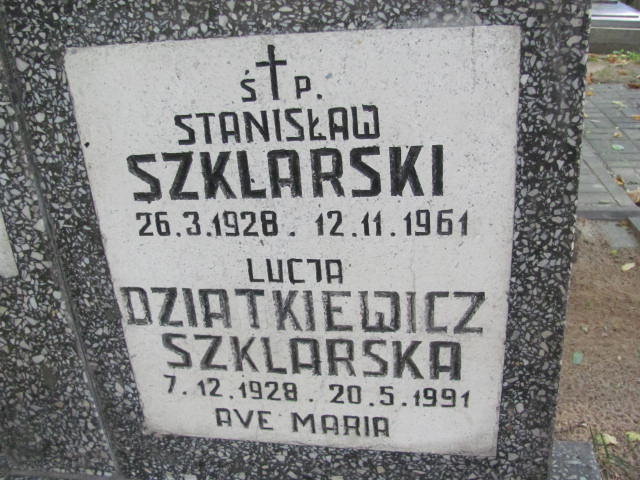 Ś † P.
STANISŁAW
SZKLARSKI
26.3.1928. 12.11.1961
LUCJA
DZIATKIEWICZ
SZKLARSKA
7.12.1928. 20.5.1991
AVE MARIA